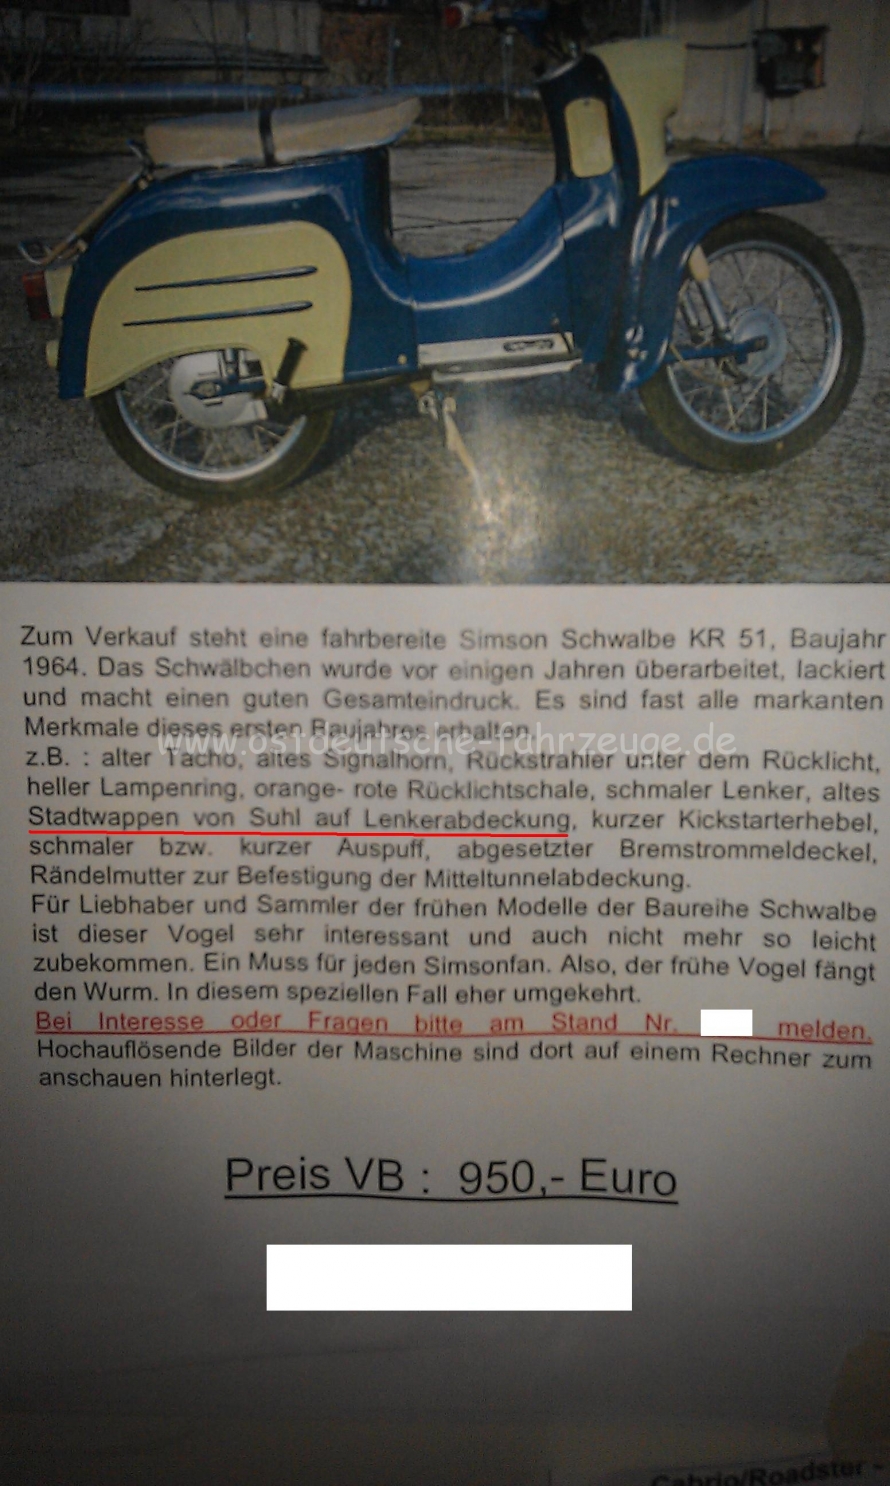 Zum Verkauf steht eine fahrbereite Simson Schwalbe KR 51, Baujahr
1964. Das Schwälbchen wurde vor einigen Jahren überarbeitet, lackiert
und macht einen guten Gesamteindruck. Es sind fast alle markanten
Merkmale dieses ersten Baujahres erhalten.
www.ostdeutsche-fahrzeuge.de
z.B. : alter Tacho, altes Signalhorn, Rückstrahler unter dem Rücklicht,
heller Lampenring, orange- rote Rücklichtschale, schmaler Lenker, altes
Stadtwappen von Suhl auf Lenkerabdeckung, kurzer Kickstarterhebel,
schmaler bzw. kurzer Auspuff, abgesetzter Bremstrommeldeckel,
Rändelmutter zur Befestigung der Mitteltunnelabdeckung.
Für Liebhaber und Sammler der frühen Modelle der Baureihe Schwalbe
ist dieser Vogel sehr interessant und auch nicht mehr so leicht
zubekommen. Ein Muss für jeden Simsonfan. Also, der frühe Vogel fängt
den Wurm. In diesem speziellen Fall eher umgekehrt.
Bei Interesse oder Fragen bitte am Stand Nr. melden.
Hochauflösende Bilder der Maschine sind dort auf einem Rechner zum
anschauen hinterlegt.
Preis VB : 950,- Euro
Cabrio/Roadster -